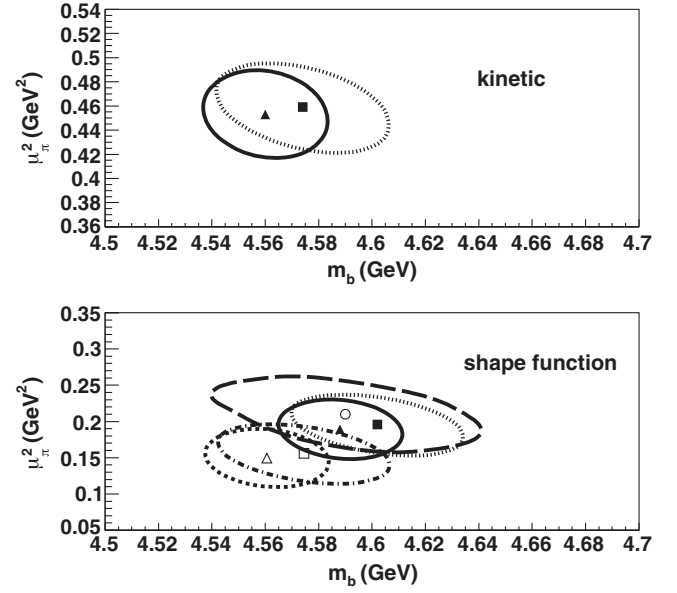 0.54
0.52
0.5
0.48
0.46
0.44
0.42
0.4
0.38
0.36
μ²π (GeV²)
kinetic
4.5 4.52 4.54 4.56 4.58 4.6 4.62 4.64 4.66 4.68 4.7
m_b (GeV)
0.35
0.3
0.25
0.2
0.15
0.1
0.05
μ²π (GeV²)
shape function
4.5 4.52 4.54 4.56 4.58 4.6 4.62 4.64 4.66 4.68 4.7
m_b (GeV)